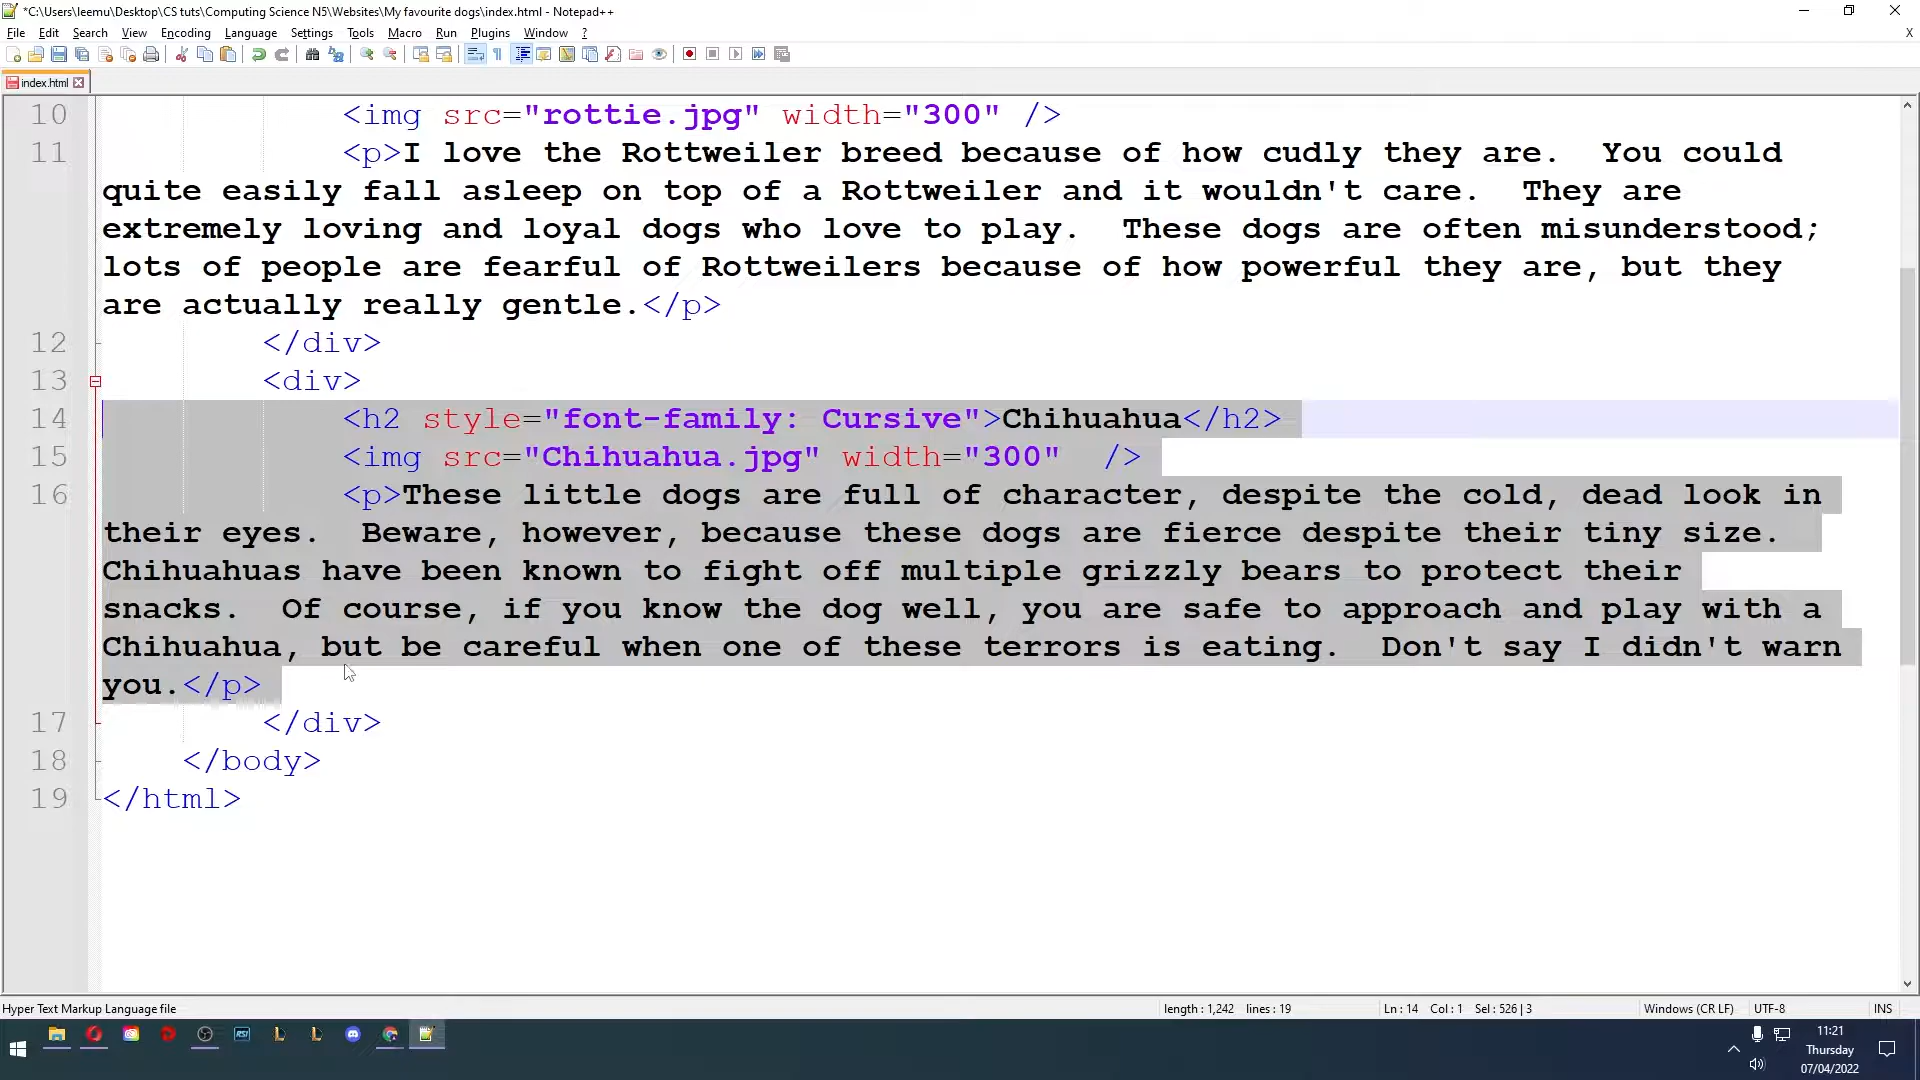 *C:\Users\leemu\Desktop\CS tuts\Computing Science N5\Websites\My favourite dogs\index.html - Notepad++
File Edit Search View Encoding Language Settings Tools Macro Run Plugins Window ? X
index.html
10 <img src="rottie.jpg" width="300" />
11 <p>I love the Rottweiler breed because of how cudly they are.  You could
quite easily fall asleep on top of a Rottweiler and it wouldn't care.  They are
extremely loving and loyal dogs who love to play.  These dogs are often misunderstood;
lots of people are fearful of Rottweilers because of how powerful they are, but they
are actually really gentle.</p>
12 </div>
13 <div>
14 <h2 style="font-family: Cursive">Chihuahua</h2>
15 <img src="Chihuahua.jpg" width="300"  />
16 <p>These little dogs are full of character, despite the cold, dead look in
their eyes.  Beware, however, because these dogs are fierce despite their tiny size.
Chihuahuas have been known to fight off multiple grizzly bears to protect their
snacks.  Of course, if you know the dog well, you are safe to approach and play with a
Chihuahua, but be careful when one of these terrors is eating.  Don't say I didn't warn
you.</p>
17 </div>
18 </body>
19 </html>
Hyper Text Markup Language file length : 1,242 lines : 19 Ln : 14 Col : 1 Sel : 526 | 3 Windows (CR LF) UTF-8 INS
RSI
11:21
Thursday
07/04/2022